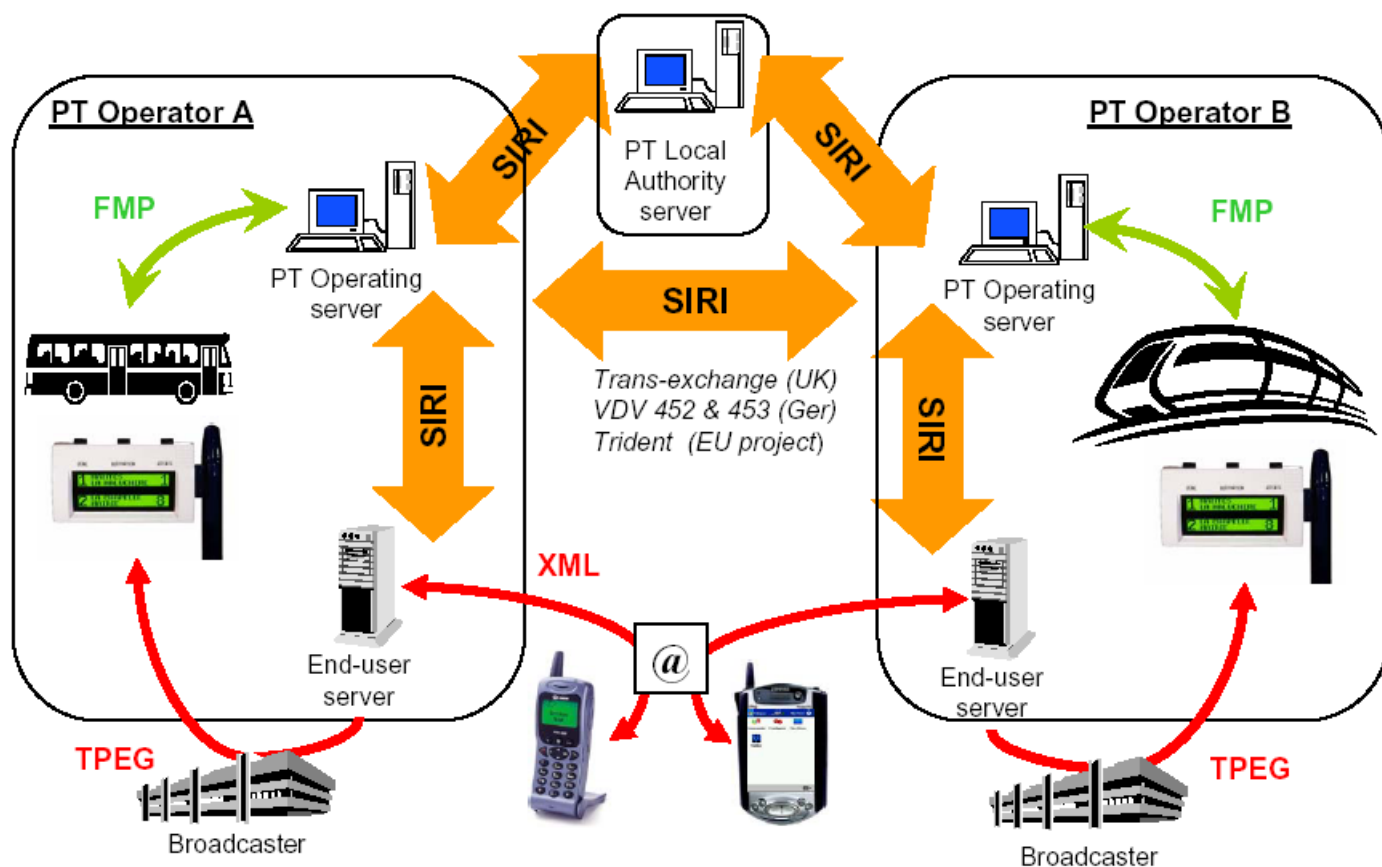 PT Operator A
PT Operator B
SIRI
SIRI
PT Local
Authority
server
FMP
FMP
PT Operating
server
PT Operating
server
SIRI
Trans-exchange (UK)
VDV 452 & 453 (Ger)
Trident (EU project)
SIRI
SIRI
XML
@
End-user
server
End-user
server
TPEG
TPEG
Broadcaster
Broadcaster